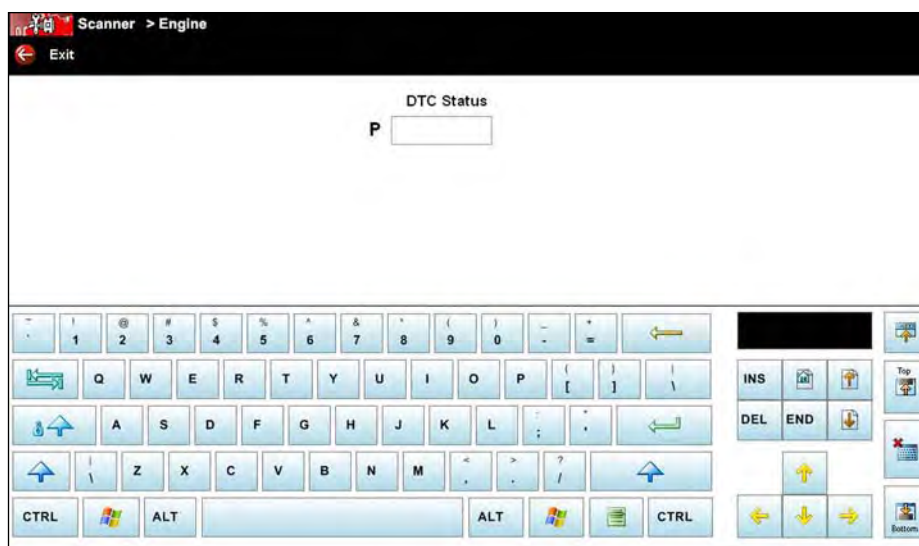 Scanner > Engine
Exit
DTC Status
P
~ ! @ # $ % ^ & * ( ) _ +
` 1 2 3 4 5 6 7 8 9 0 - =
Q W E R T Y U I O P [ ] \
INS
Top
A S D F G H J K L ; '
DEL END
\ Z X C V B N M , . /
< > ?
CTRL ALT ALT CTRL
Bottom